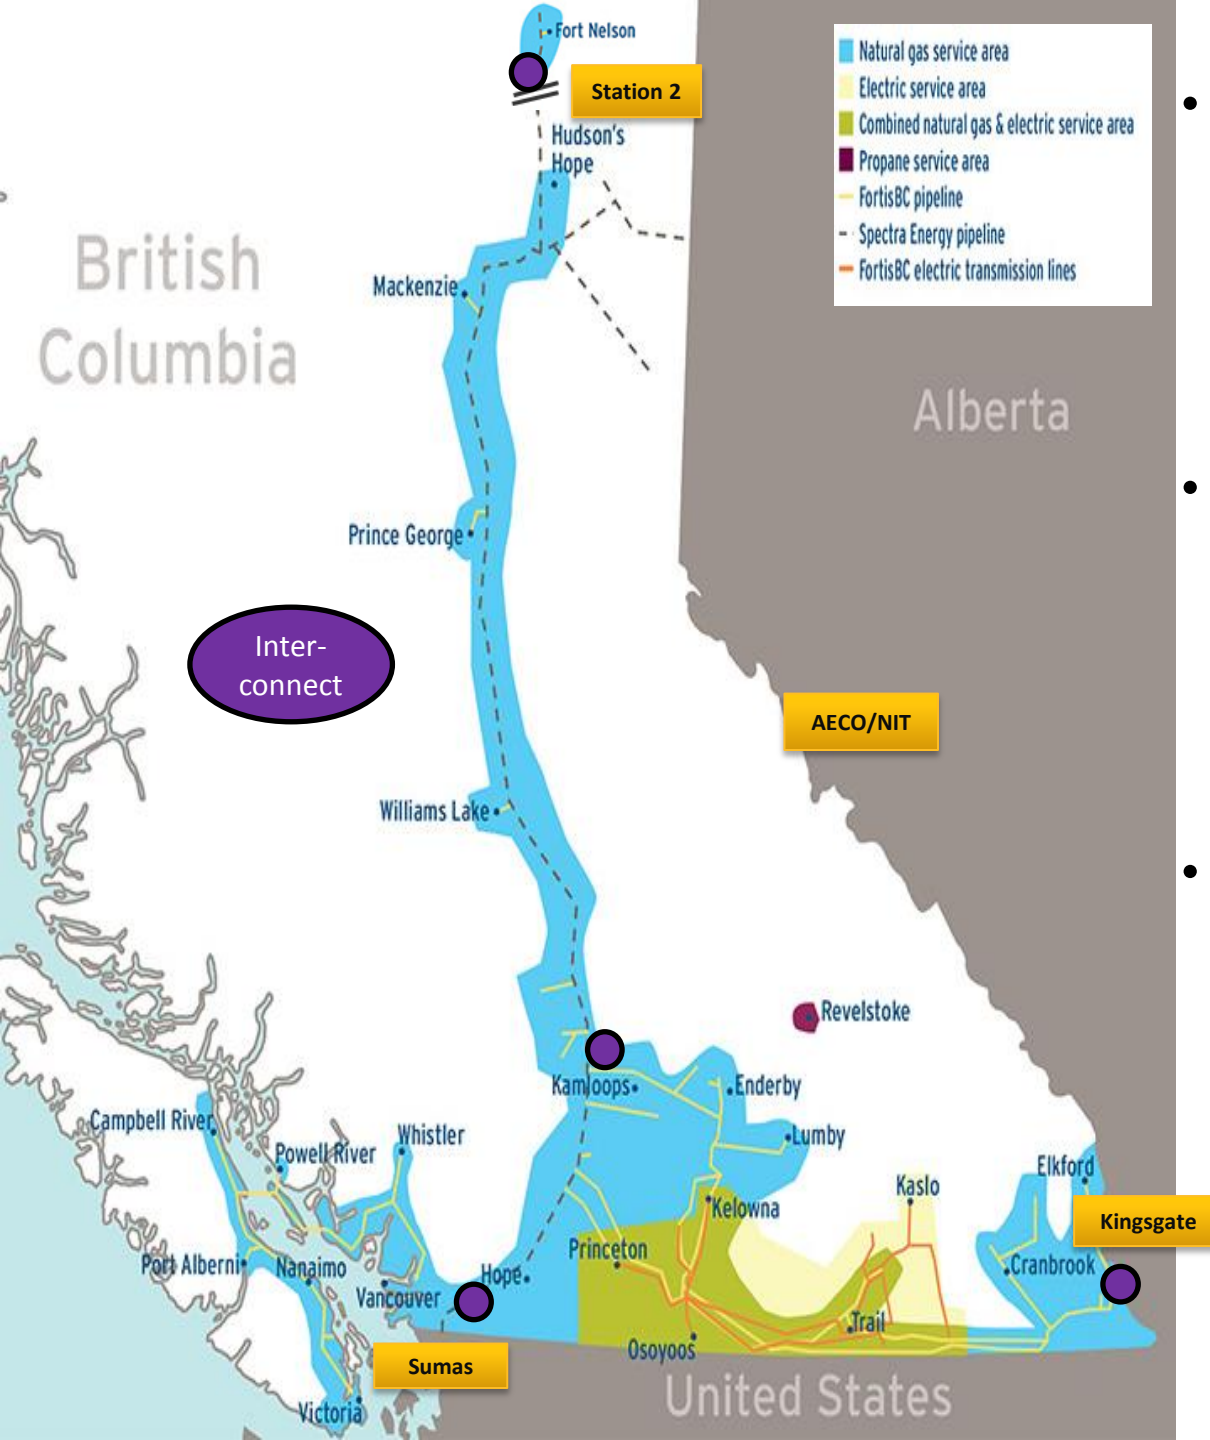 Fort Nelson
Station 2
Hudson's
Hope
Natural gas service area
Electric service area
Combined natural gas & electric service area
Propane service area
FortisBC pipeline
Spectra Energy pipeline
FortisBC electric transmission lines
British
Columbia
Mackenzie
Alberta
Prince George
Inter-
connect
AECO/NIT
Williams Lake
Revelstoke
Kamloops
Enderby
Campbell River
Powell River
Whistler
Lumby
Elkford
Kaslo
Kelowna
Kingsgate
Port Alberni
Nanaimo
Vancouver
Hope
Princeton
Cranbrook
Trail
Osoyoos
Sumas
United States
Victoria